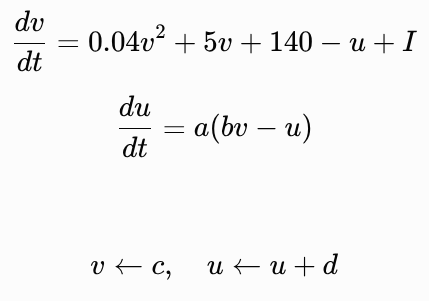 dv/dt = 0.04v² + 5v + 140 − u + I
du/dt = a(bv − u)
v ← c, u ← u + d